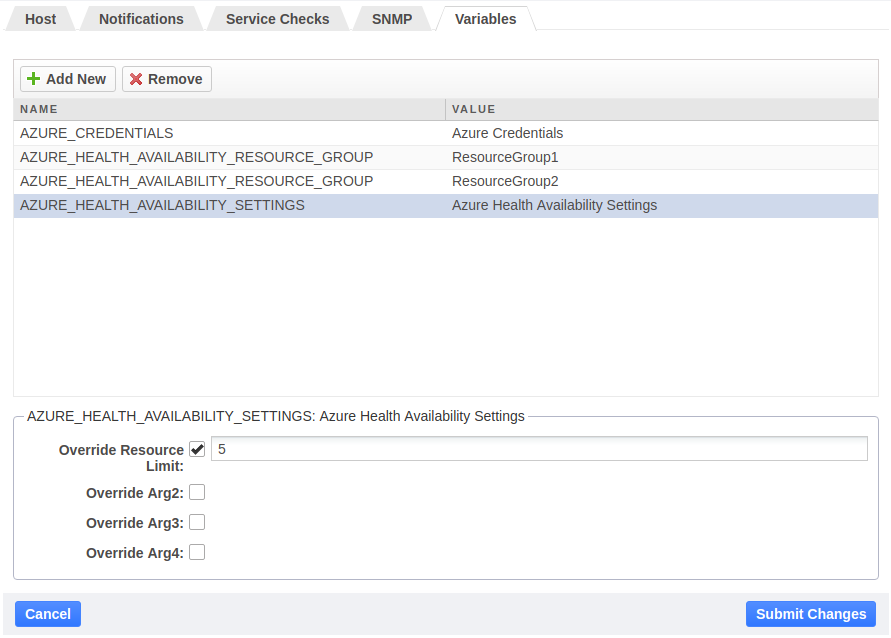 Host Notifications Service Checks SNMP Variables
Add New Remove
NAME VALUE
AZURE_CREDENTIALS Azure Credentials
AZURE_HEALTH_AVAILABILITY_RESOURCE_GROUP ResourceGroup1
AZURE_HEALTH_AVAILABILITY_RESOURCE_GROUP ResourceGroup2
AZURE_HEALTH_AVAILABILITY_SETTINGS Azure Health Availability Settings
AZURE_HEALTH_AVAILABILITY_SETTINGS: Azure Health Availability Settings
Override Resource 5
Limit:
Override Arg2:
Override Arg3:
Override Arg4:
Cancel Submit Changes